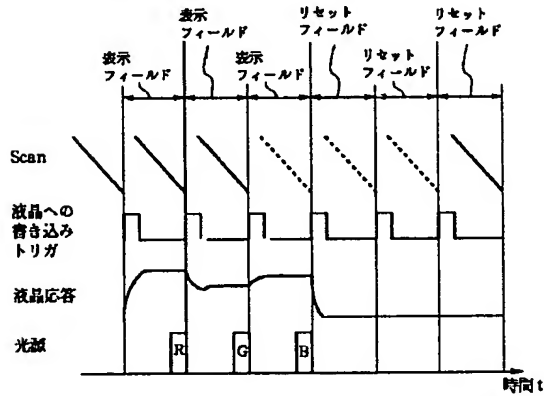 表示
フィールド
表示
フィールド
表示
フィールド
リセット
フィールド
リセット
フィールド
リセット
フィールド
Scan
液晶への
書き込み
トリガ
液晶応答
光源
R
G
B
時間 t